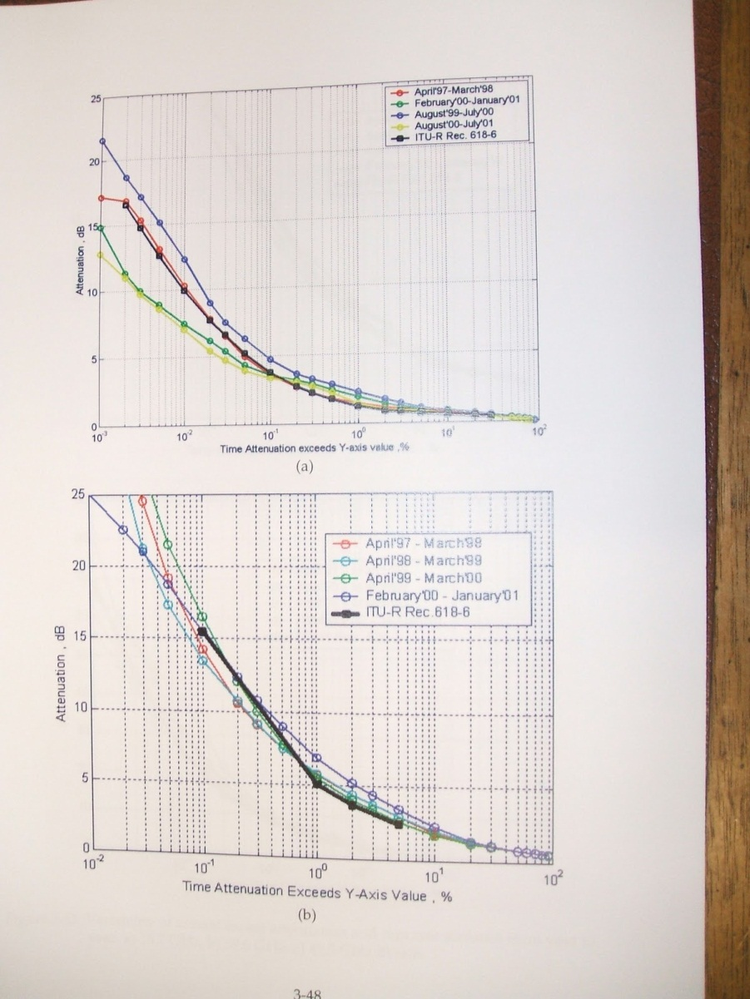 25
20
15
10
5
0
Attenuation , dB
April'97-March'98
February'00-January'01
August'99-July'00
August'00-July'01
ITU-R Rec. 618-6
10-3 10-2 10-1 100 101 102
Time Attenuation exceeds Y-axis value ,%
(a)
25
20
15
10
5
0
Attenuation , dB
April'97 - March'98
April'98 - March'99
April'99 - March'00
February'00 - January'01
ITU-R Rec.618-6
10-2 10-1 100 101 102
Time Attenuation Exceeds Y-Axis Value , %
(b)
3-48